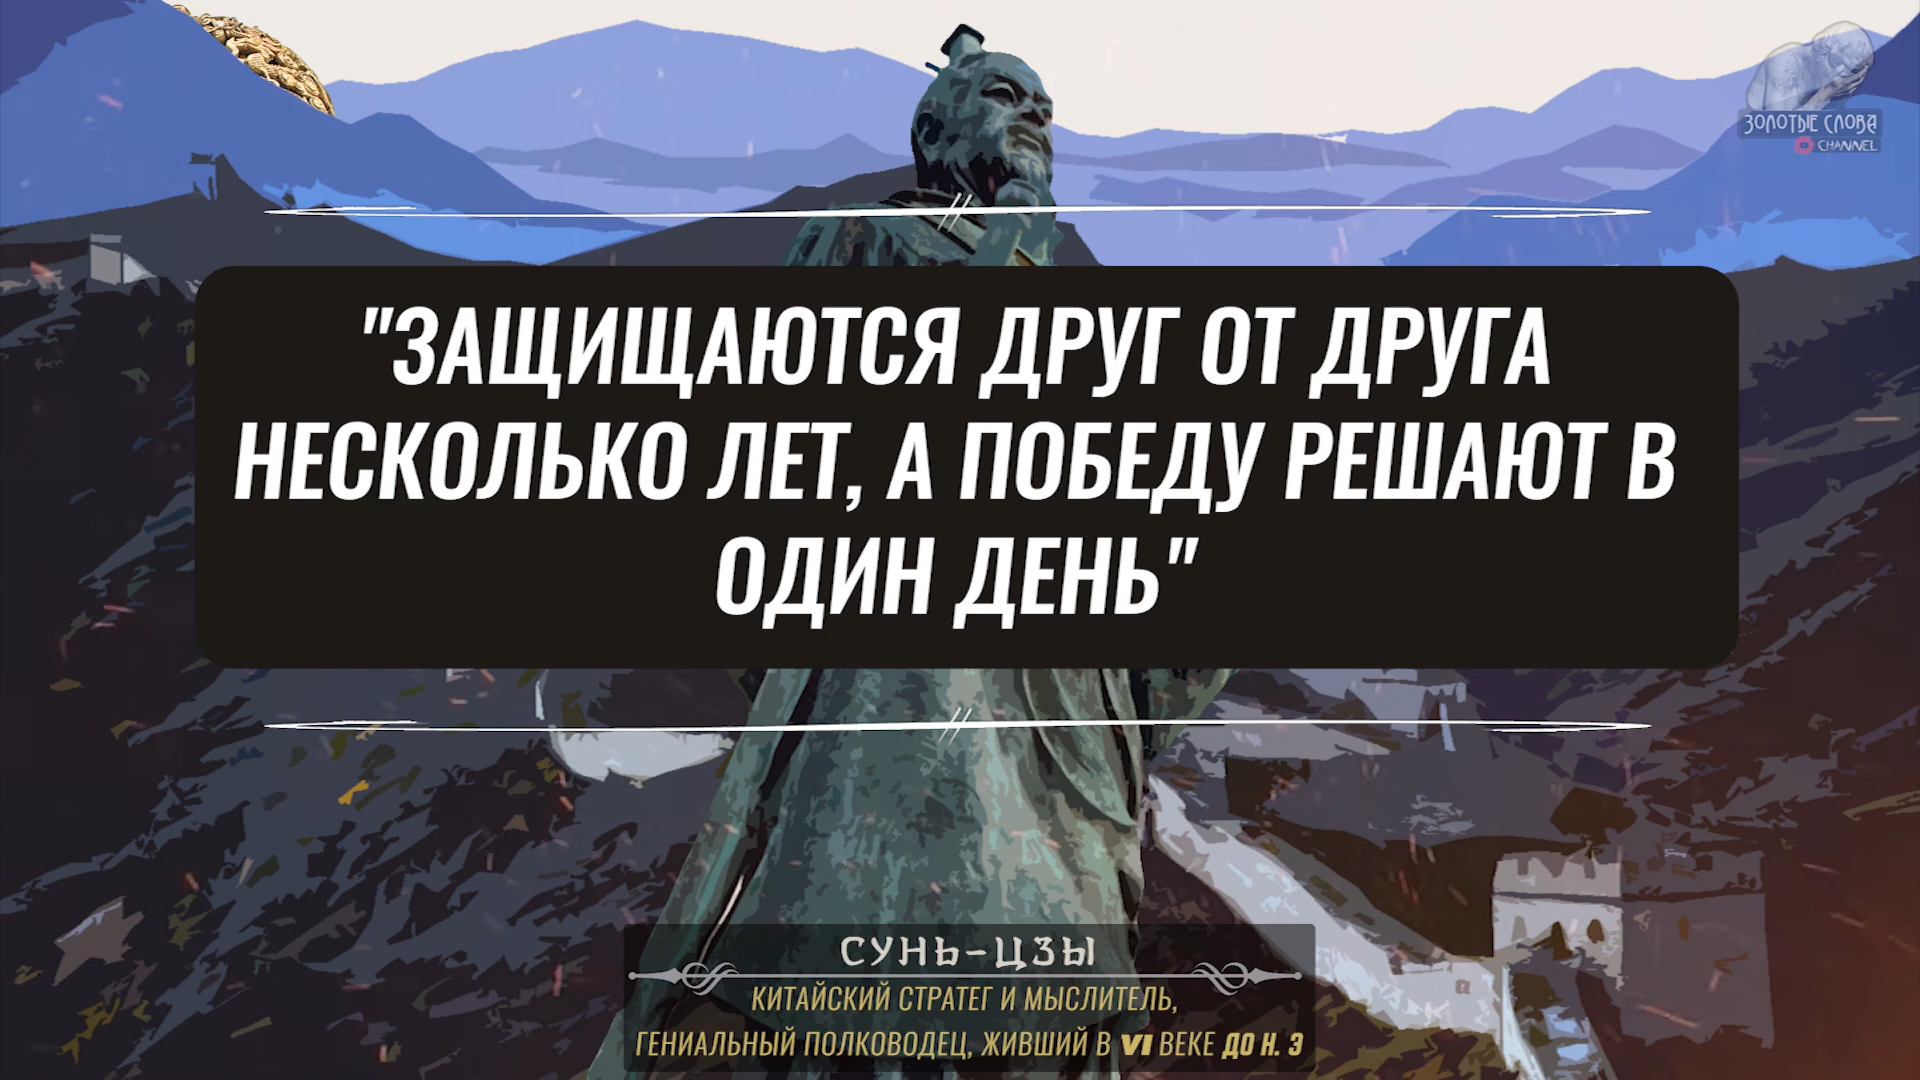 ЗОЛОТЫЕ СЛОВА
CHANNEL
"ЗАЩИЩАЮТСЯ ДРУГ ОТ ДРУГА
НЕСКОЛЬКО ЛЕТ, А ПОБЕДУ РЕШАЮТ В
ОДИН ДЕНЬ"
СУНЬ-ЦЗЫ
КИТАЙСКИЙ СТРАТЕГ И МЫСЛИТЕЛЬ,
ГЕНИАЛЬНЫЙ ПОЛКОВОДЕЦ, ЖИВШИЙ В VI ВЕКЕ ДО Н. Э